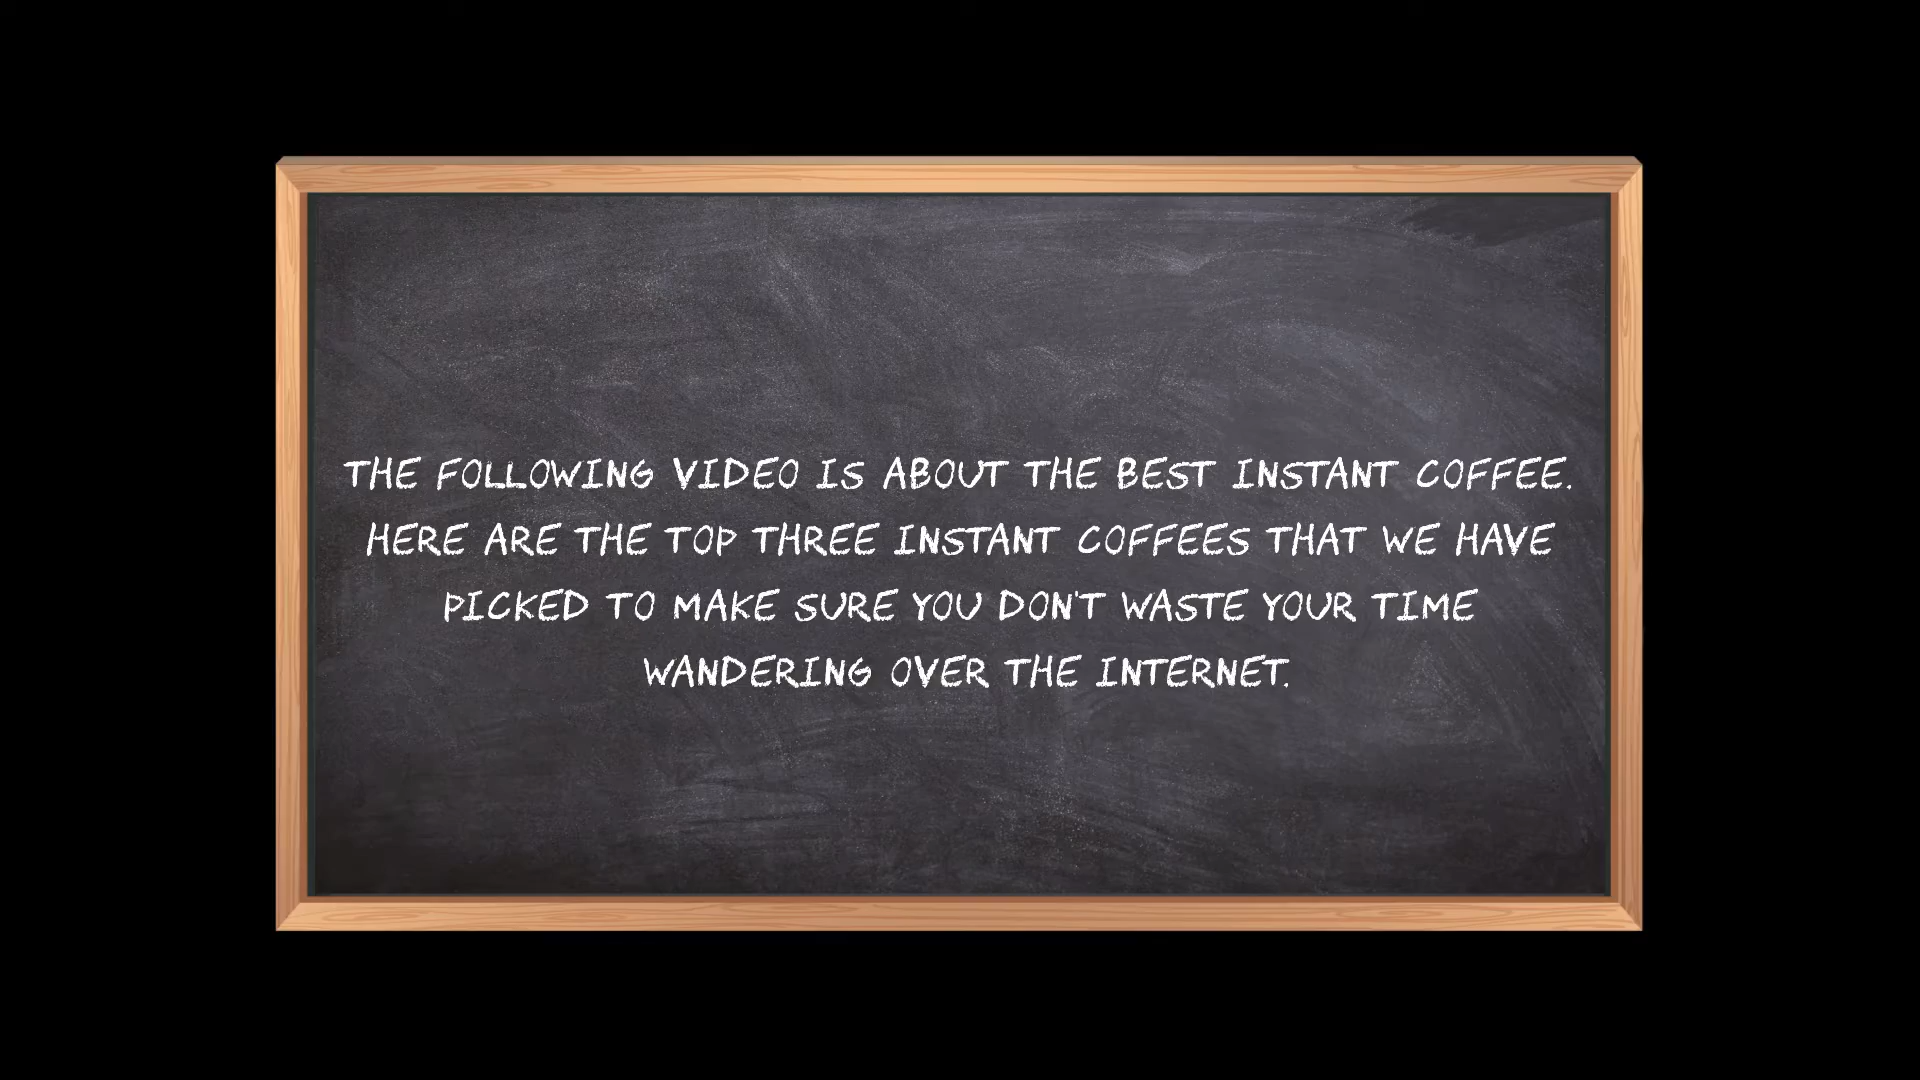 THE FOLLOWING VIDEO IS ABOUT THE BEST INSTANT COFFEE.
HERE ARE THE TOP THREE INSTANT COFFEES THAT WE HAVE
PICKED TO MAKE SURE YOU DON'T WASTE YOUR TIME
WANDERING OVER THE INTERNET.